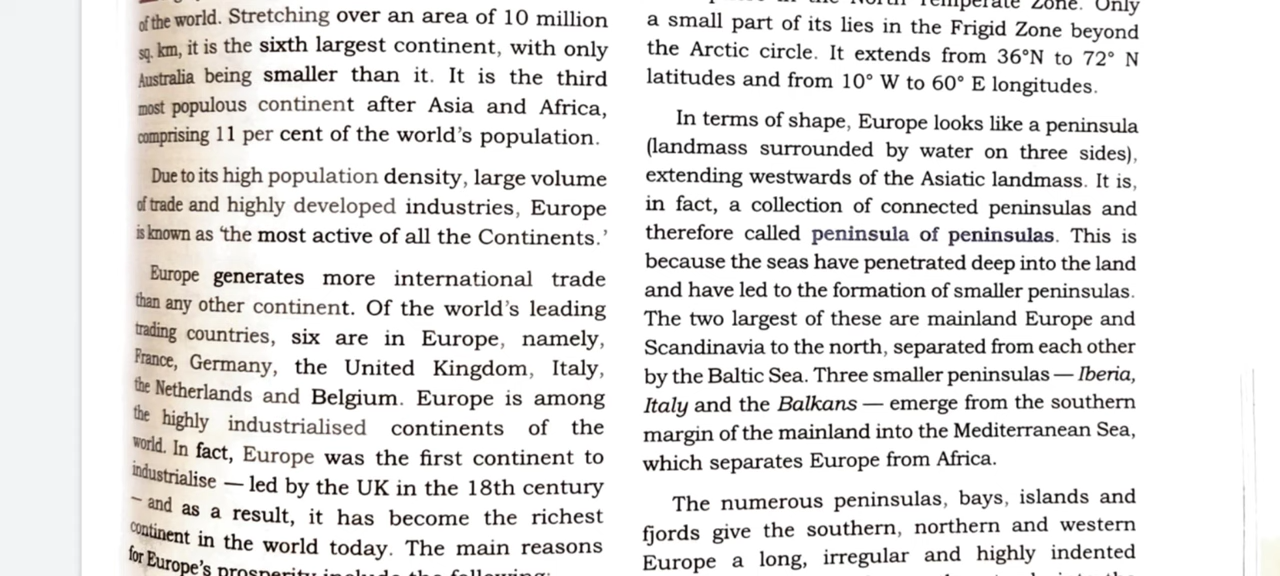 of the world. Stretching over an area of 10 million
sq. km, it is the sixth largest continent, with only
Australia being smaller than it. It is the third
most populous continent after Asia and Africa,
comprising 11 per cent of the world's population.
Due to its high population density, large volume
of trade and highly developed industries, Europe
is known as 'the most active of all the Continents.'
Europe generates more international trade
than any other continent. Of the world's leading
trading countries, six are in Europe, namely,
France, Germany, the United Kingdom, Italy,
the Netherlands and Belgium. Europe is among
the highly industrialised continents of the
world. In fact, Europe was the first continent to
industrialise — led by the UK in the 18th century
– and as a result, it has become the richest
continent in the world today. The main reasons
for Europe's prosperity include the following:
in the North Temperate Zone. Only
a small part of its lies in the Frigid Zone beyond
the Arctic circle. It extends from 36°N to 72° N
latitudes and from 10° W to 60° E longitudes.
In terms of shape, Europe looks like a peninsula
(landmass surrounded by water on three sides),
extending westwards of the Asiatic landmass. It is,
in fact, a collection of connected peninsulas and
therefore called peninsula of peninsulas. This is
because the seas have penetrated deep into the land
and have led to the formation of smaller peninsulas.
The two largest of these are mainland Europe and
Scandinavia to the north, separated from each other
by the Baltic Sea. Three smaller peninsulas — Iberia,
Italy and the Balkans — emerge from the southern
margin of the mainland into the Mediterranean Sea,
which separates Europe from Africa.
The numerous peninsulas, bays, islands and
fjords give the southern, northern and western
Europe a long, irregular and highly indented